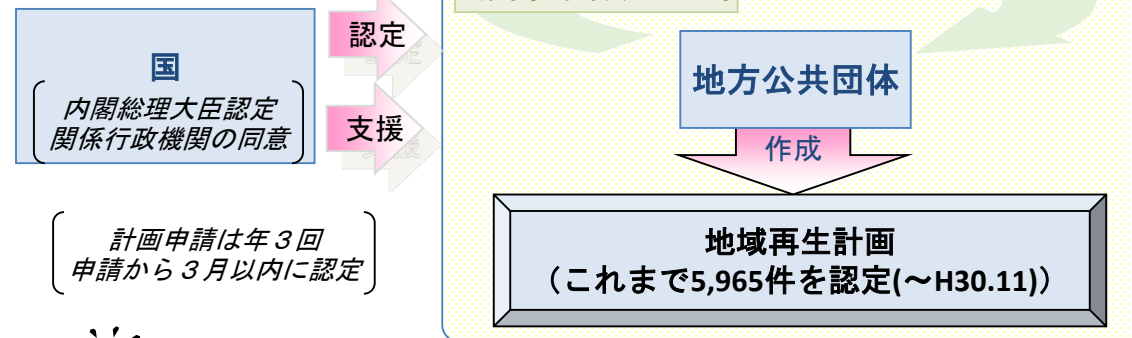 国
内閣総理大臣認定
関係行政機関の同意
認定
支援
計画申請は年３回
申請から３月以内に認定
地方公共団体
作成
地域再生計画
（これまで5,965件を認定(～H30.11)）